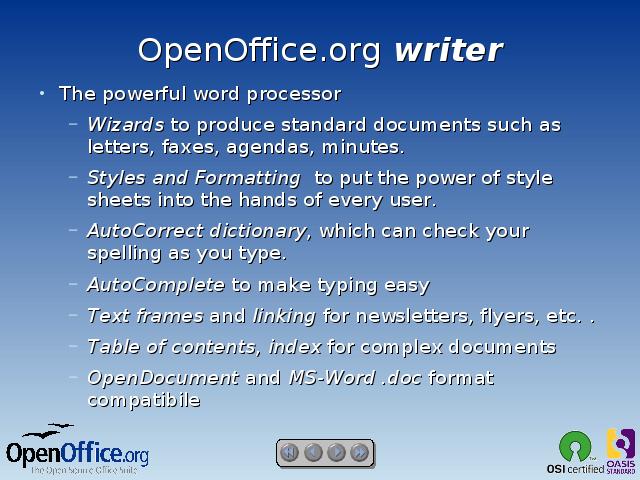 OpenOffice.org writer
• The powerful word processor
– Wizards to produce standard documents such as
letters, faxes, agendas, minutes.
– Styles and Formatting to put the power of style
sheets into the hands of every user.
– AutoCorrect dictionary, which can check your
spelling as you type.
– AutoComplete to make typing easy
– Text frames and linking for newsletters, flyers, etc. .
– Table of contents, index for complex documents
– OpenDocument and MS-Word .doc format
compatibile
OpenOffice.org
The Open Source Office Suite
OSI certified
OASIS
STANDARD